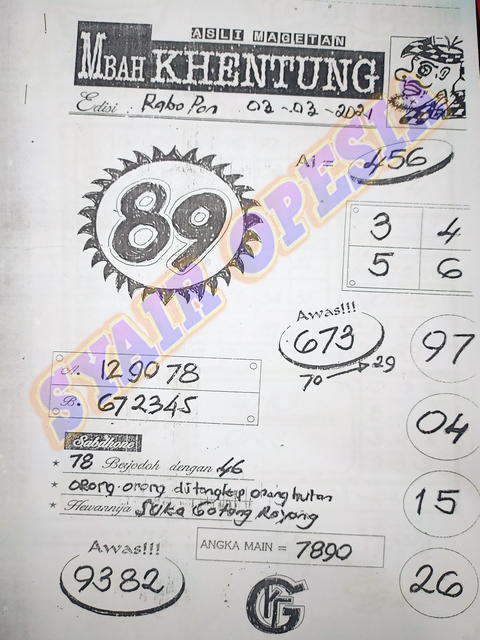 ASLI MAGETAN
MBAH KHENTUNG
Edisi : Rabo Pon 03-03-2021
Ai = 456
89
3 4
5 6
Awas!!!
673
70 → 29
97
A. 129078
B. 672345
04
Sabdhone
* 78 Berjodoh dengan 46
* orang-orang ditangkap orang hutan
* Hewannija Suka Gotong Royong
15
Awas!!!
9382
ANGKA MAIN = 7890
26
SYAIR OPESIA